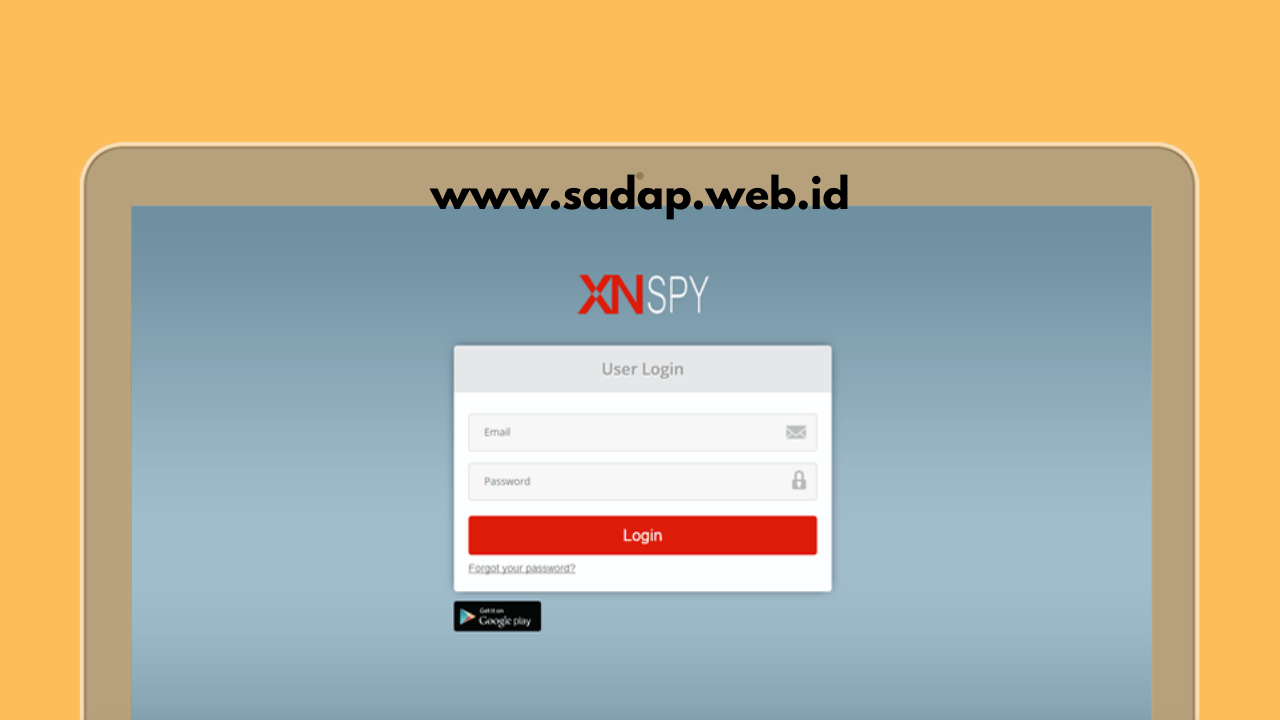 www.sadap.web.id
XNSPY
User Login
Email
Password
Login
Forgot your password?
Get it on
Google play